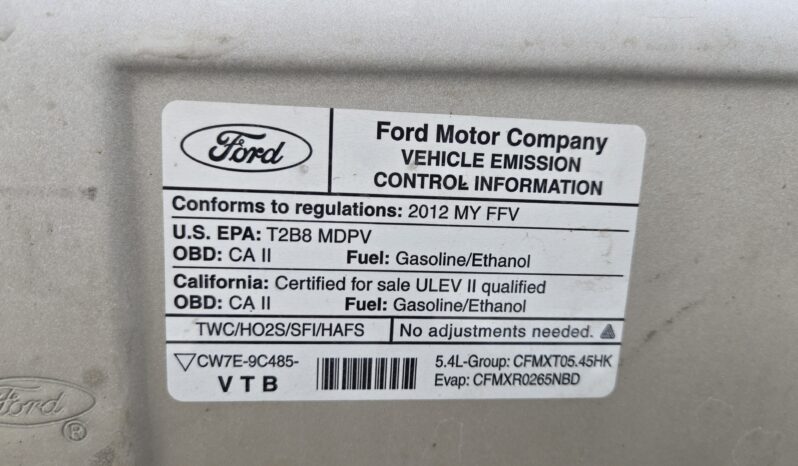 Ford
Ford Motor Company
VEHICLE EMISSION
CONTROL INFORMATION
Conforms to regulations: 2012 MY FFV
U.S. EPA: T2B8 MDPV
OBD: CA II Fuel: Gasoline/Ethanol
California: Certified for sale ULEV II qualified
OBD: CA II Fuel: Gasoline/Ethanol
TWC/HO2S/SFI/HAFS No adjustments needed.
CW7E-9C485-
VTB
5.4L-Group: CFMXT05.45HK
Evap: CFMXR0265NBD
Ford
®